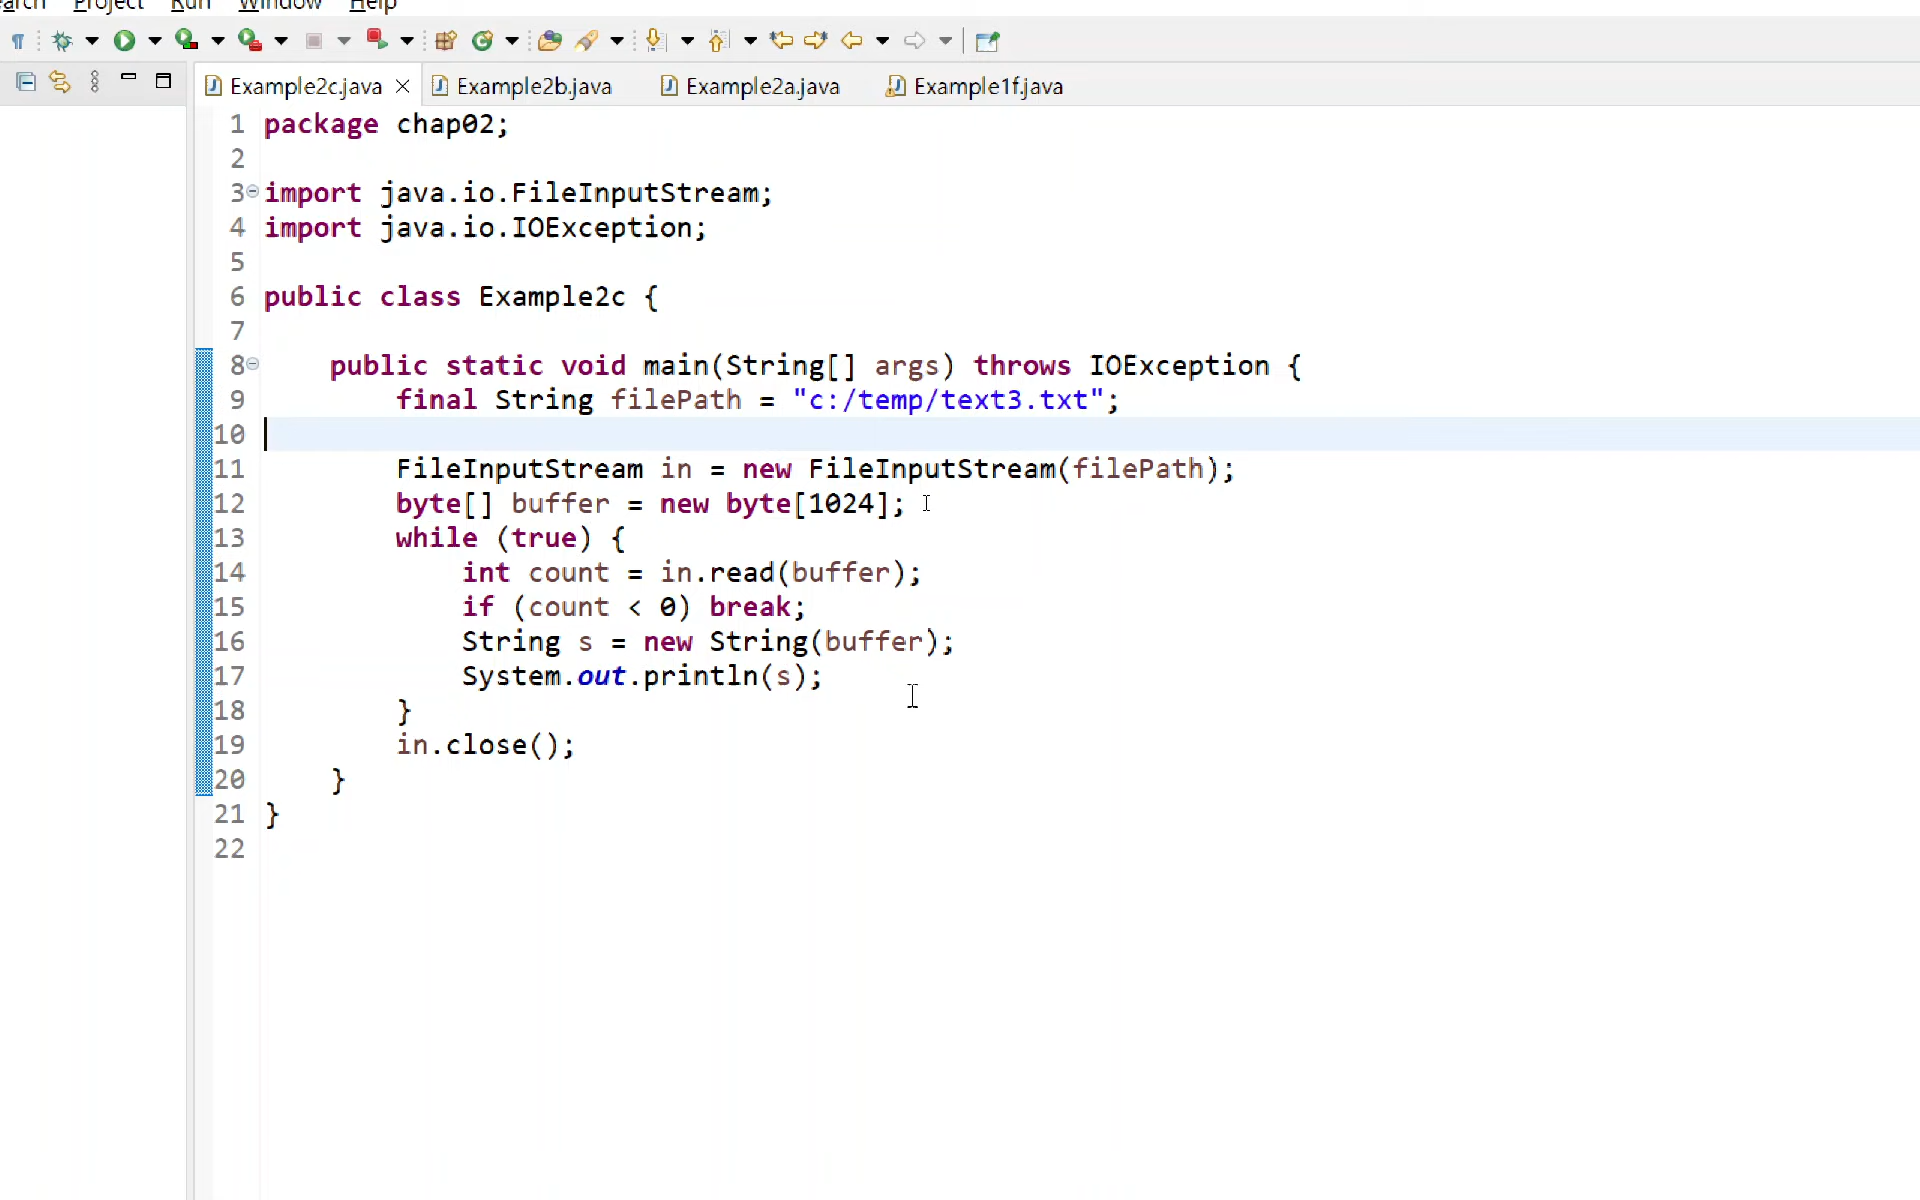 Project Run Window Help
Example2c.java Example2b.java Example2a.java Example1f.java
1 package chap02;
2
3 import java.io.FileInputStream;
4 import java.io.IOException;
5
6 public class Example2c {
7
8     public static void main(String[] args) throws IOException {
9         final String filePath = "c:/temp/text3.txt";
10
11         FileInputStream in = new FileInputStream(filePath);
12         byte[] buffer = new byte[1024];
13         while (true) {
14             int count = in.read(buffer);
15             if (count < 0) break;
16             String s = new String(buffer);
17             System.out.println(s);
18         }
19         in.close();
20     }
21 }
22